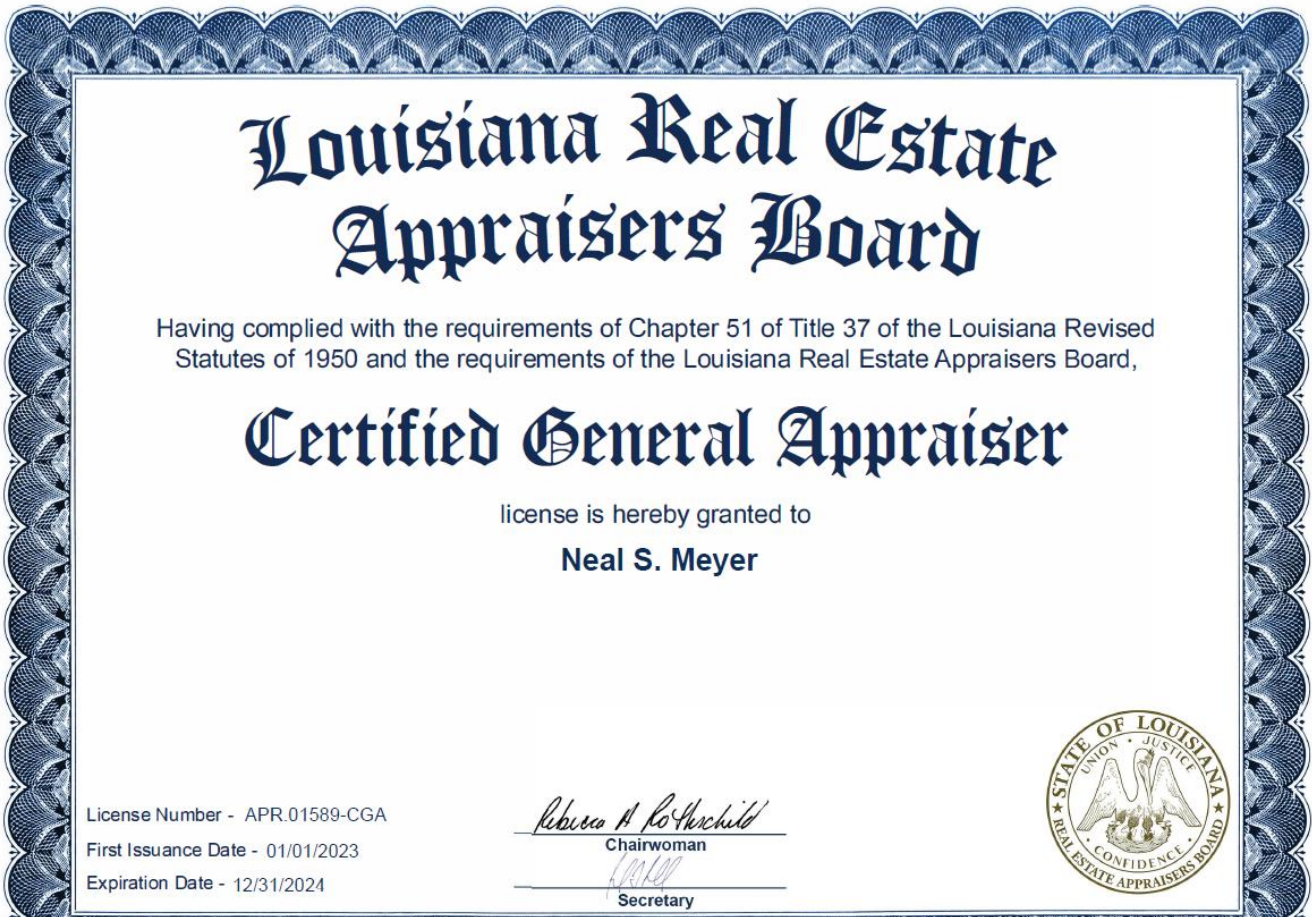 Louisiana Real Estate
Appraisers Board
Having complied with the requirements of Chapter 51 of Title 37 of the Louisiana Revised
Statutes of 1950 and the requirements of the Louisiana Real Estate Appraisers Board,
Certified General Appraiser
license is hereby granted to
Neal S. Meyer
License Number - APR.01589-CGA
First Issuance Date - 01/01/2023
Expiration Date - 12/31/2024
Rebecca A Rothschild
Chairwoman
Secretary
STATE OF LOUISIANA
UNION · JUSTICE
· CONFIDENCE ·
★ REAL ESTATE APPRAISERS BOARD ★